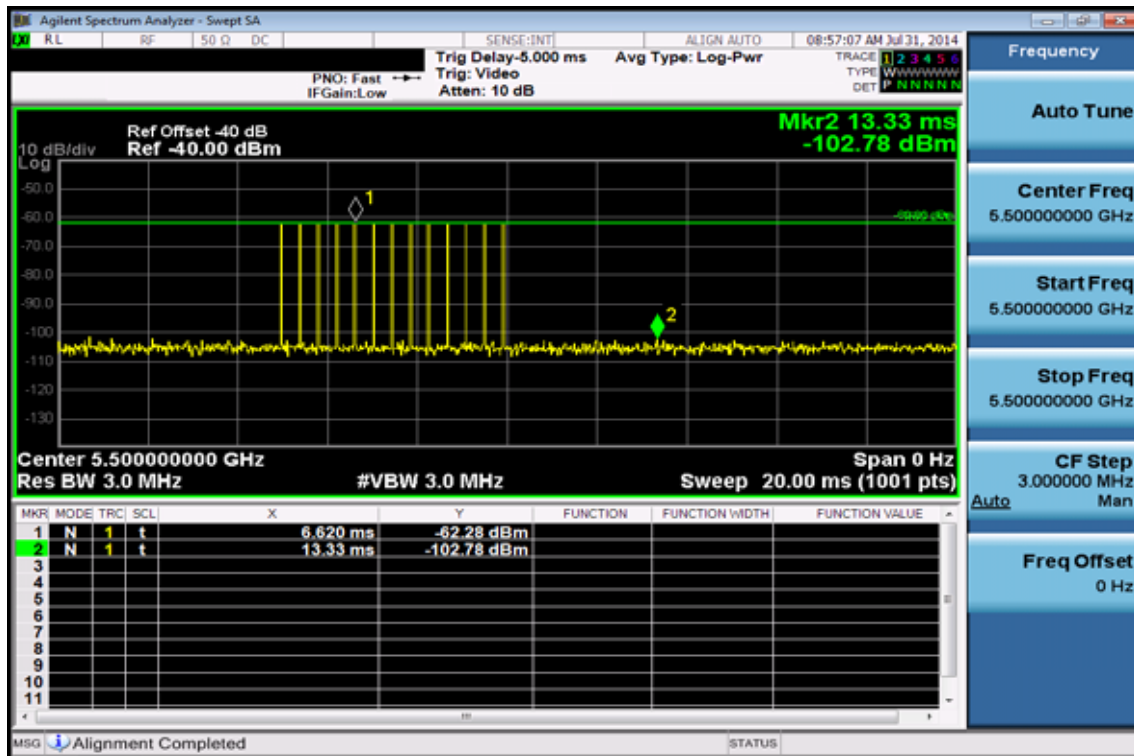 Agilent Spectrum Analyzer - Swept SA
RL RF 50 Ω DC SENSE:INT ALIGN AUTO 08:57:07 AM Jul 31, 2014
Trig Delay-5.000 ms Avg Type: Log-Pwr TRACE 1 2 3 4 5 6
PNO: Fast Trig: Video TYPE WWWWWWW
IFGain:Low Atten: 10 dB DET P N N N N N
Frequency
Auto Tune
Center Freq
5.500000000 GHz
Start Freq
5.500000000 GHz
Stop Freq
5.500000000 GHz
CF Step
3.000000 MHz
Auto Man
Freq Offset
0 Hz
Mkr2 13.33 ms
-102.78 dBm
Ref Offset -40 dB
10 dB/div Ref -40.00 dBm
Log
-50.0
-60.0
-70.0
-80.0
-90.0
-100
-110
-120
-130
1
2
Center 5.500000000 GHz Span 0 Hz
Res BW 3.0 MHz #VBW 3.0 MHz Sweep 20.00 ms (1001 pts)
MKR MODE TRC SCL X Y FUNCTION FUNCTION WIDTH FUNCTION VALUE
1 N 1 t 6.620 ms -62.28 dBm
2 N 1 t 13.33 ms -102.78 dBm
3
4
5
6
7
8
9
10
11
MSG Alignment Completed STATUS